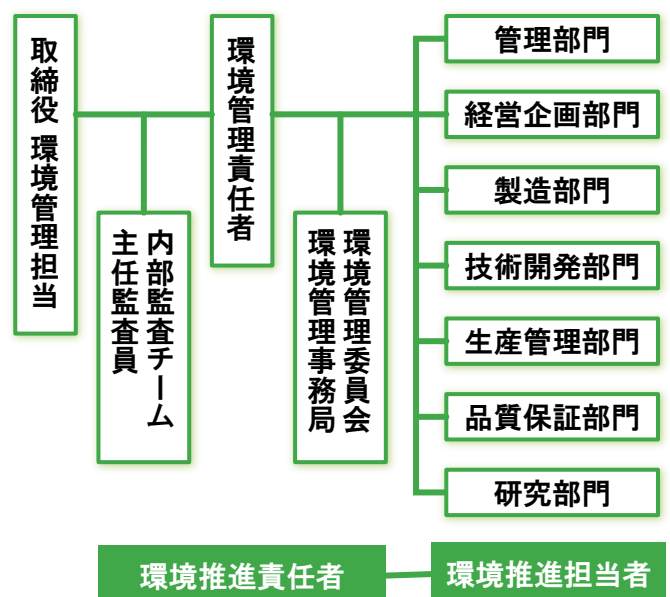 取締役 環境管理担当
内部監査チーム
主任監査員
環境管理責任者
環境管理委員会
環境管理事務局
管理部門
経営企画部門
製造部門
技術開発部門
生産管理部門
品質保証部門
研究部門
環境推進責任者
環境推進担当者